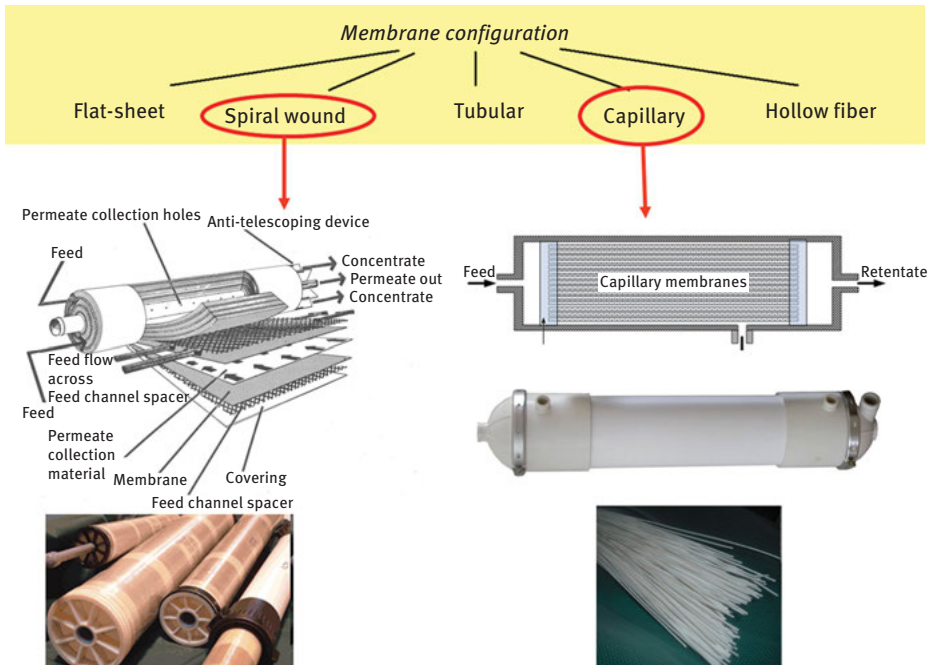 Membrane configuration
Flat-sheet
Spiral wound
Tubular
Capillary
Hollow fiber
Permeate collection holes
Anti-telescoping device
Feed
Concentrate
Permeate out
Concentrate
Feed flow
across
Feed channel spacer
Feed
Permeate
collection
material
Membrane
Covering
Feed channel spacer
Feed
Capillary membranes
Retentate